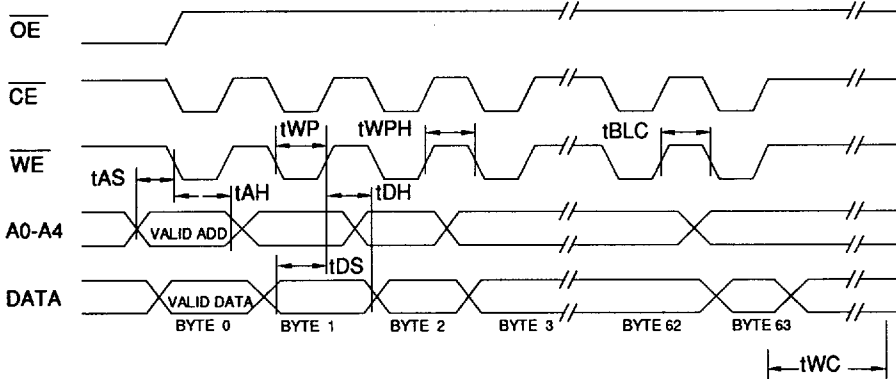 OE
CE
tWP tWPH tBLC
WE
tAS
tAH tDH
A0-A4 VALID ADD
tDS
DATA VALID DATA
BYTE 0 BYTE 1 BYTE 2 BYTE 3 BYTE 62 BYTE 63
tWC